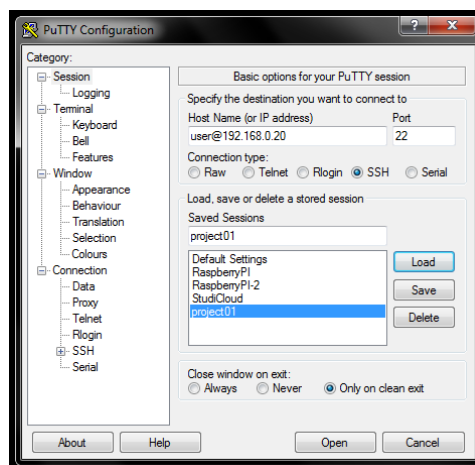 PuTTY Configuration
Category:
Session
Logging
Terminal
Keyboard
Bell
Features
Window
Appearance
Behaviour
Translation
Selection
Colours
Connection
Data
Proxy
Telnet
Rlogin
SSH
Serial
Basic options for your PuTTY session
Specify the destination you want to connect to
Host Name (or IP address) Port
user@192.168.0.20 22
Connection type:
Raw Telnet Rlogin SSH Serial
Load, save or delete a stored session
Saved Sessions
project01
Default Settings
RaspberryPI
RaspberryPI-2
StudiCloud
project01
Load
Save
Delete
Close window on exit:
Always Never Only on clean exit
About Help Open Cancel